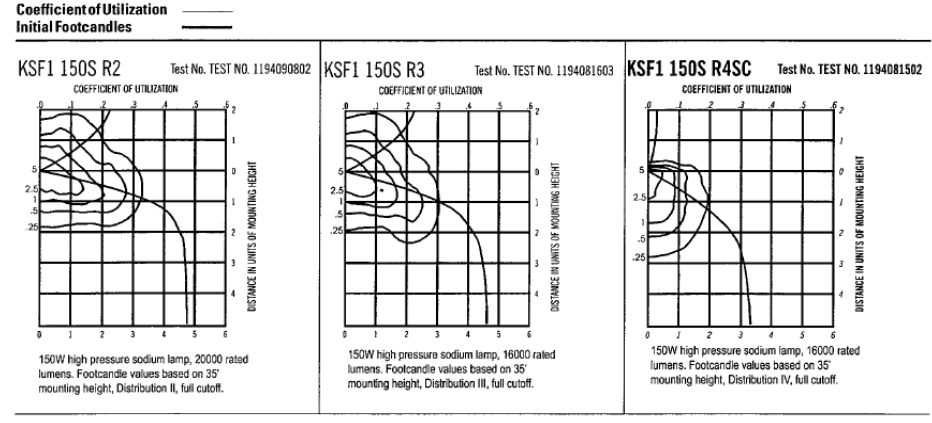 Coefficient of Utilization
Initial Footcandles
KSF1 150S R2 Test No. TEST NO. 1194090802
COEFFICIENT OF UTILIZATION
.0 .1 .2 .3 .4 .5 .6
2
1
0
1
2
3
4
5
2.5
1
.5
.25
DISTANCE IN UNITS OF MOUNTING HEIGHT
0 1 2 3 4 5 6
150W high pressure sodium lamp, 20000 rated
lumens. Footcandle values based on 35'
mounting height, Distribution II, full cutoff.
KSF1 150S R3 Test No. TEST NO. 1194081603
COEFFICIENT OF UTILIZATION
.0 .1 .2 .3 .4 .5 .6
2
1
0
1
2
3
4
5
2.5
1
.5
.25
DISTANCE IN UNITS OF MOUNTING HEIGHT
0 1 2 3 4 5 6
150W high pressure sodium lamp, 16000 rated
lumens. Footcandle values based on 35'
mounting height, Distribution III, full cutoff.
KSF1 150S R4SC Test No. TEST NO. 1194081502
COEFFICIENT OF UTILIZATION
.0 .1 .2 .3 .4 .5 .6
2
1
0
1
2
3
4
5
2.5
1
.5
.25
DISTANCE IN UNITS OF MOUNTING HEIGHT
0 1 2 3 4 5 6
150W high pressure sodium lamp, 16000 rated
lumens. Footcandle values based on 35'
mounting height, Distribution IV, full cutoff.